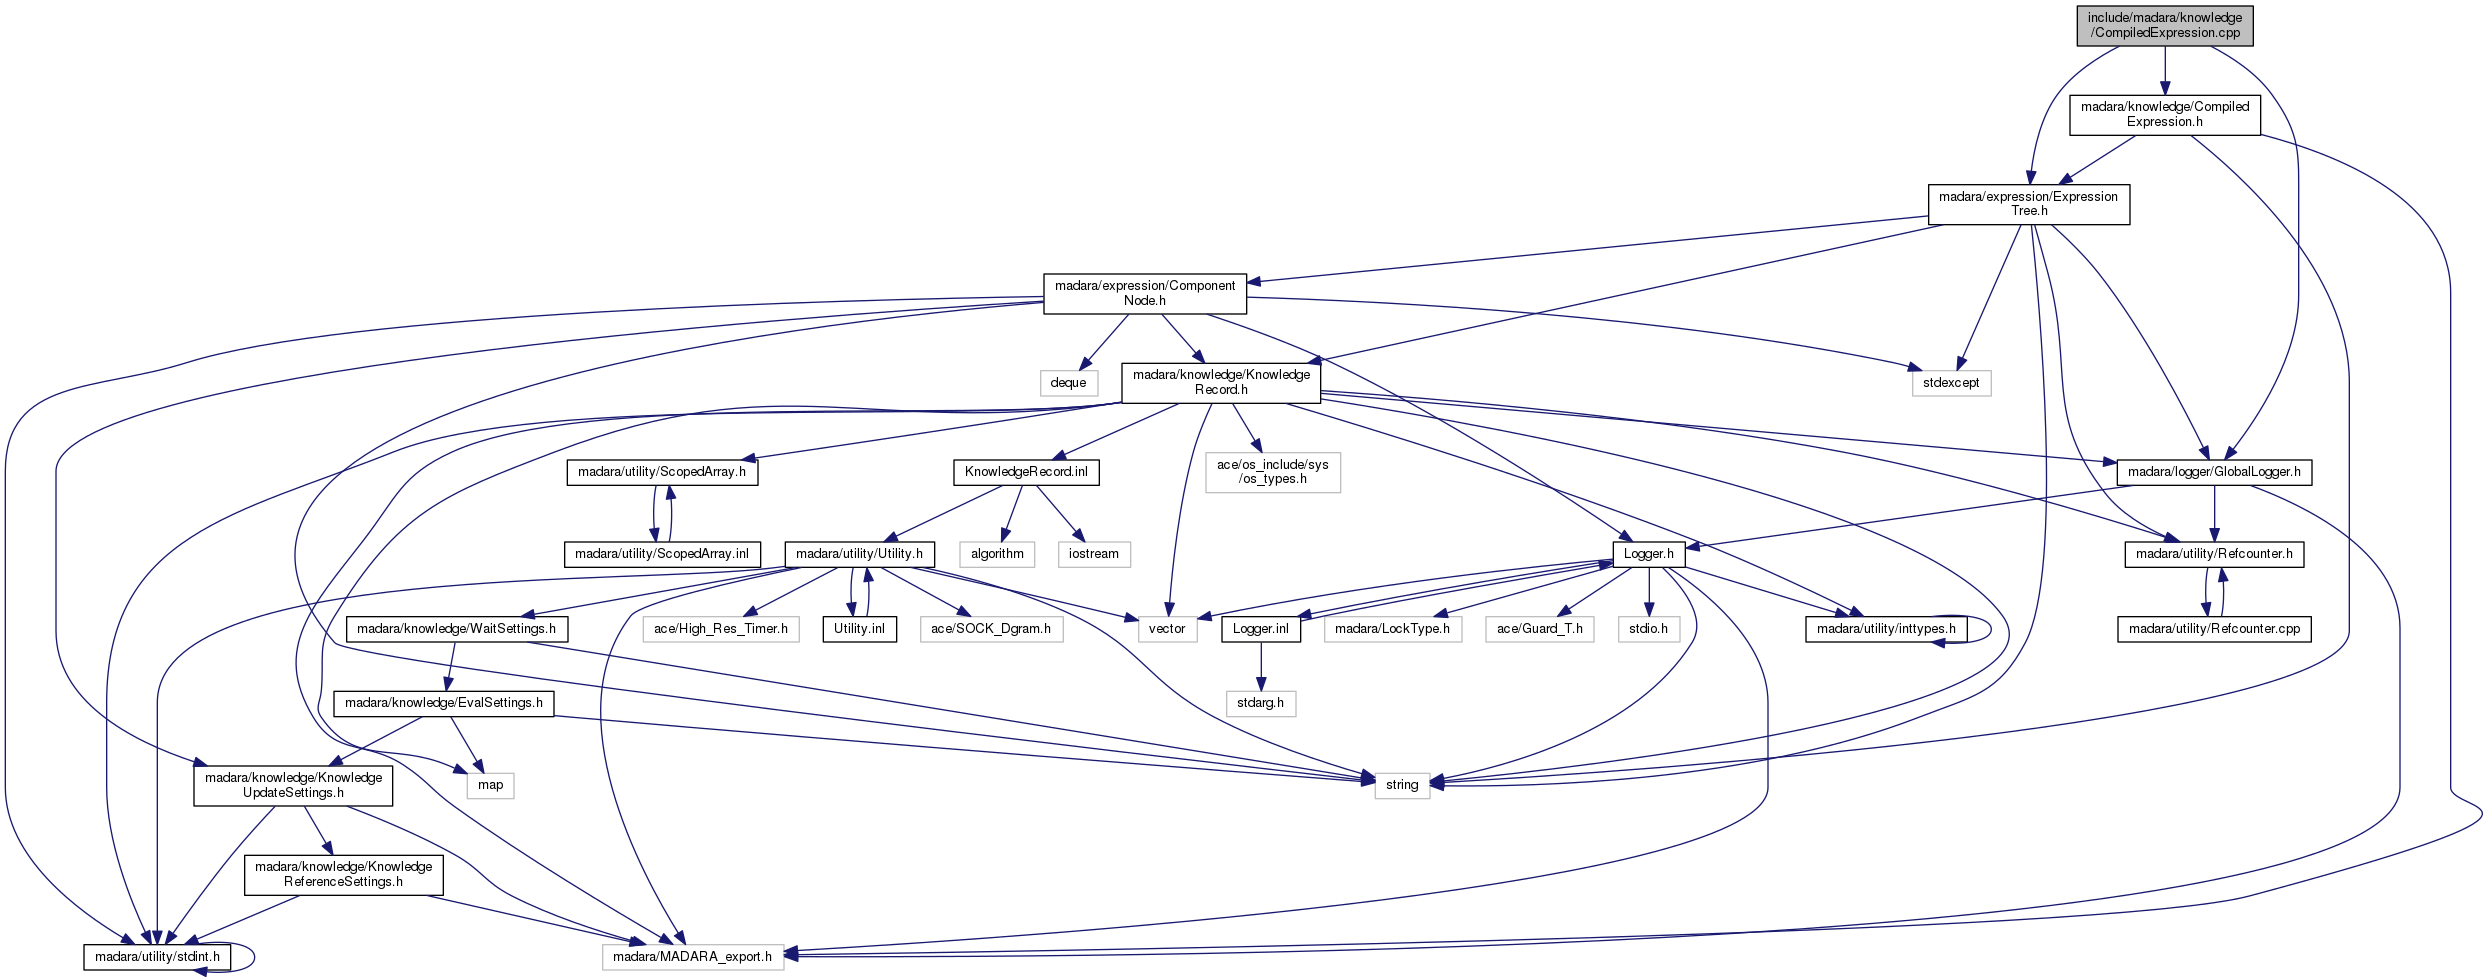 include/madara/knowledge
/CompiledExpression.cpp
madara/knowledge/Compiled
Expression.h
madara/expression/Expression
Tree.h
madara/expression/Component
Node.h
deque
madara/knowledge/Knowledge
Record.h
stdexcept
madara/utility/ScopedArray.h
KnowledgeRecord.inl
ace/os_include/sys
/os_types.h
madara/logger/GlobalLogger.h
madara/utility/ScopedArray.inl
madara/utility/Utility.h
algorithm
iostream
Logger.h
madara/utility/Refcounter.h
madara/knowledge/WaitSettings.h
ace/High_Res_Timer.h
Utility.inl
ace/SOCK_Dgram.h
vector
Logger.inl
madara/LockType.h
ace/Guard_T.h
stdio.h
madara/utility/inttypes.h
madara/utility/Refcounter.cpp
madara/knowledge/EvalSettings.h
stdarg.h
madara/knowledge/Knowledge
UpdateSettings.h
map
string
madara/knowledge/Knowledge
ReferenceSettings.h
madara/utility/stdint.h
madara/MADARA_export.h